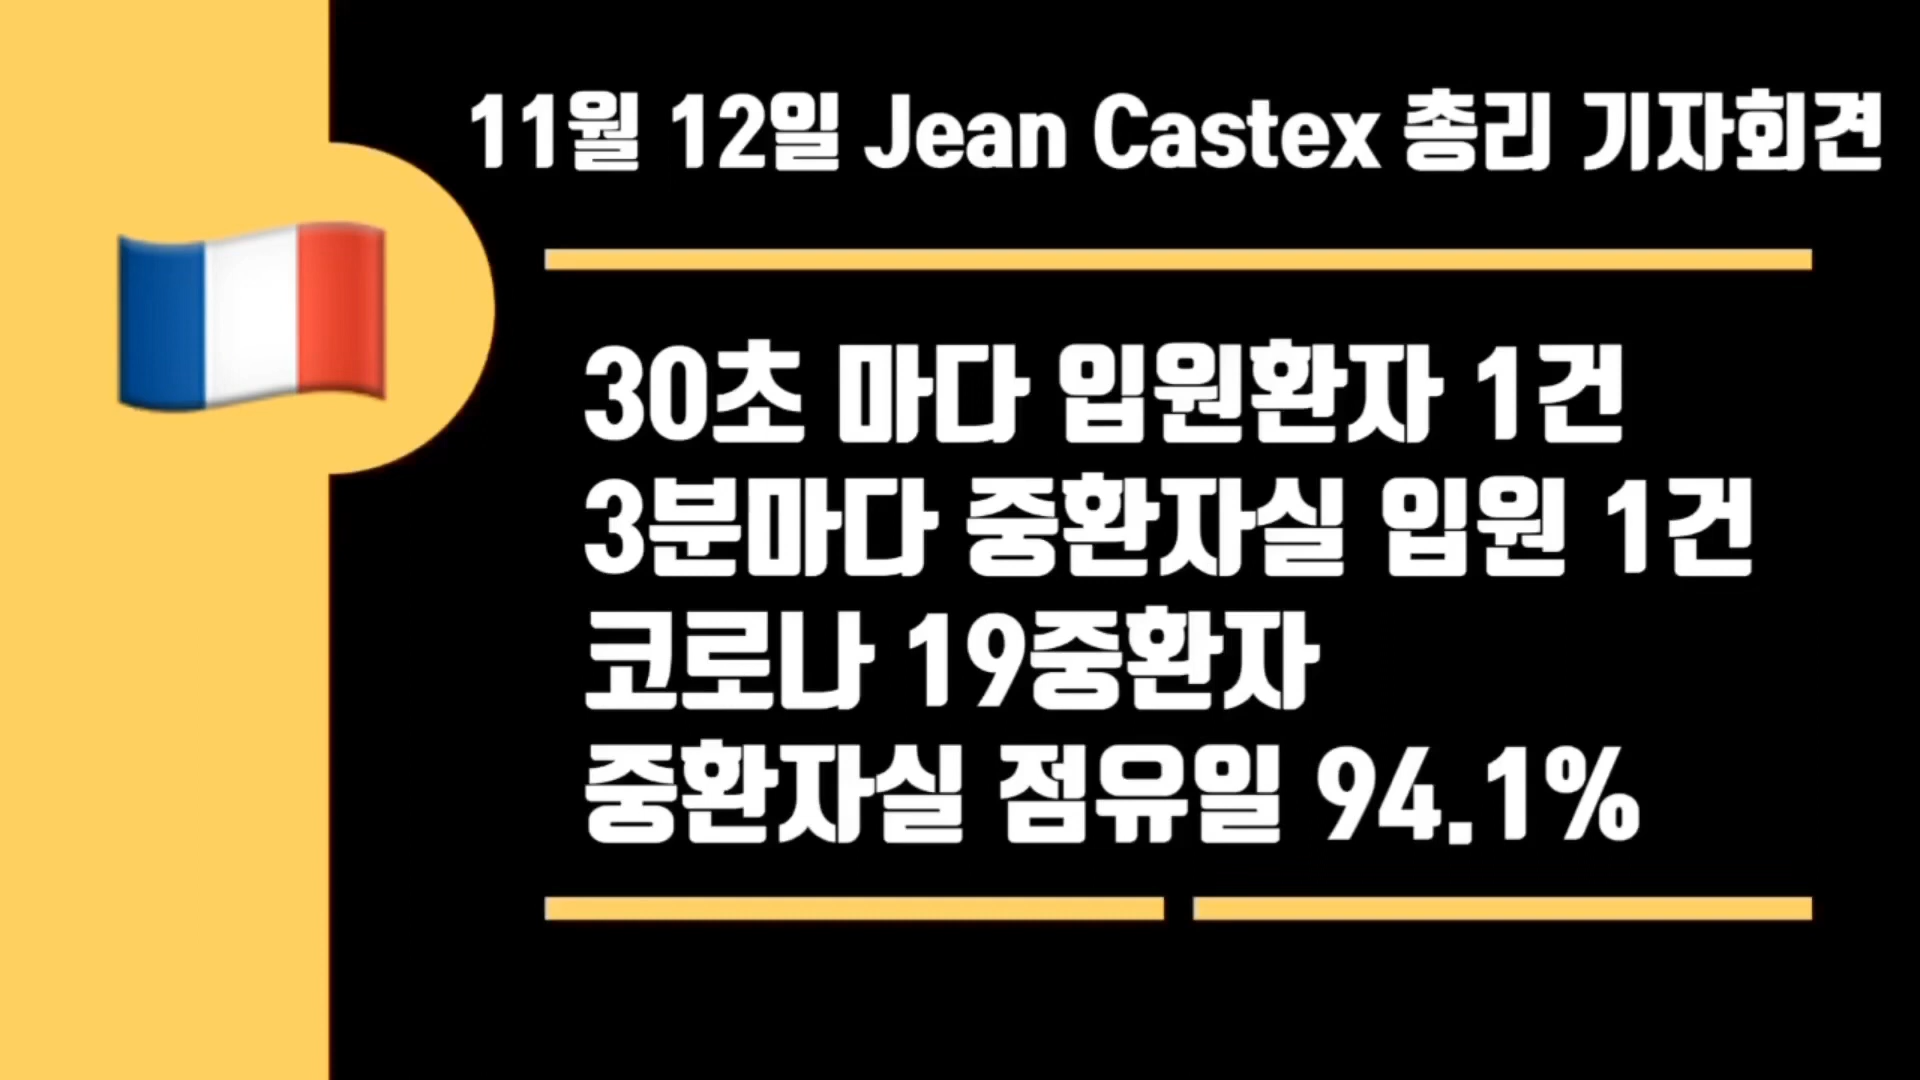 11월 12일 Jean Castex 총리 기자회견
30초 마다 입원환자 1건
3분마다 중환자실 입원 1건
코로나 19중환자
중환자실 점유일 94.1%